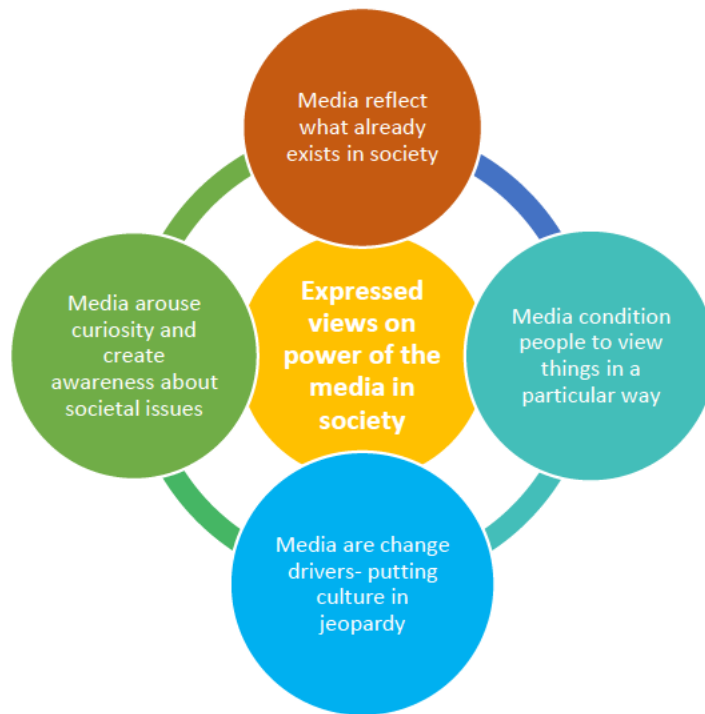 Media reflect
what already
exists in society
Media arouse
curiosity and
create
awareness about
societal issues
Expressed
views on
power of the
media in
society
Media condition
people to view
things in a
particular way
Media are change
drivers- putting
culture in
jeopardy